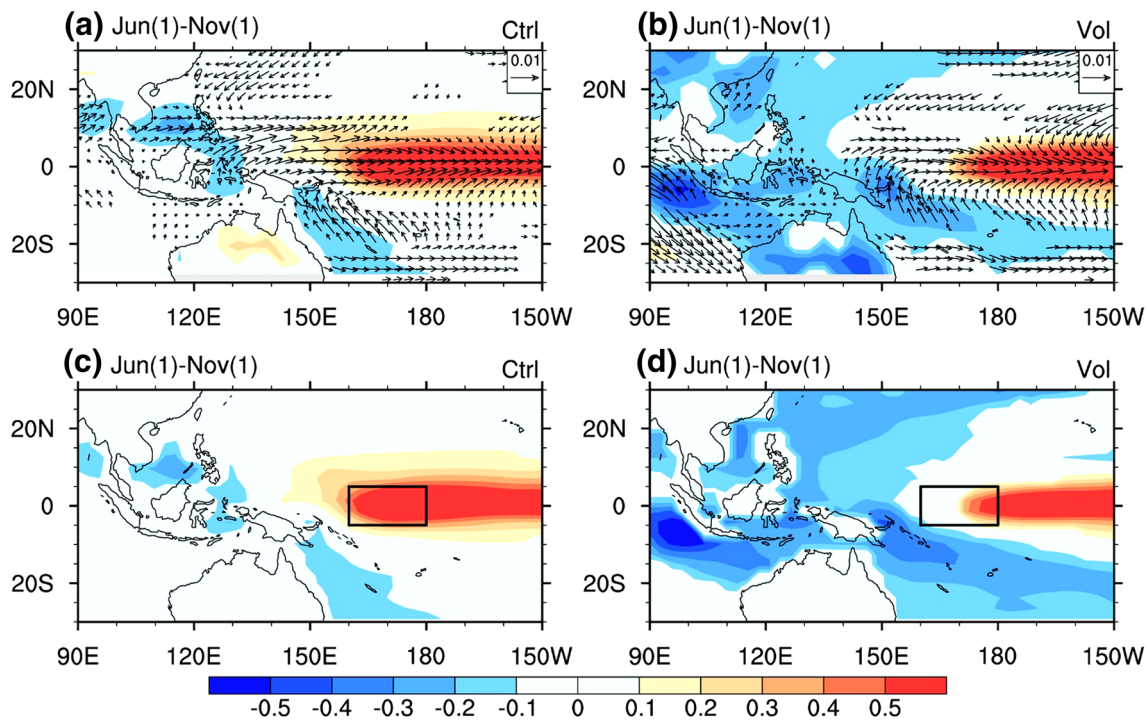 (a) Jun(1)-Nov(1) Ctrl
(b) Jun(1)-Nov(1) Vol
0.01
0.01
20N
0
20S
20N
0
20S
90E 120E 150E 180 150W
90E 120E 150E 180 150W
(c) Jun(1)-Nov(1) Ctrl
(d) Jun(1)-Nov(1) Vol
20N
0
20S
20N
0
20S
90E 120E 150E 180 150W
90E 120E 150E 180 150W
-0.5 -0.4 -0.3 -0.2 -0.1 0 0.1 0.2 0.3 0.4 0.5